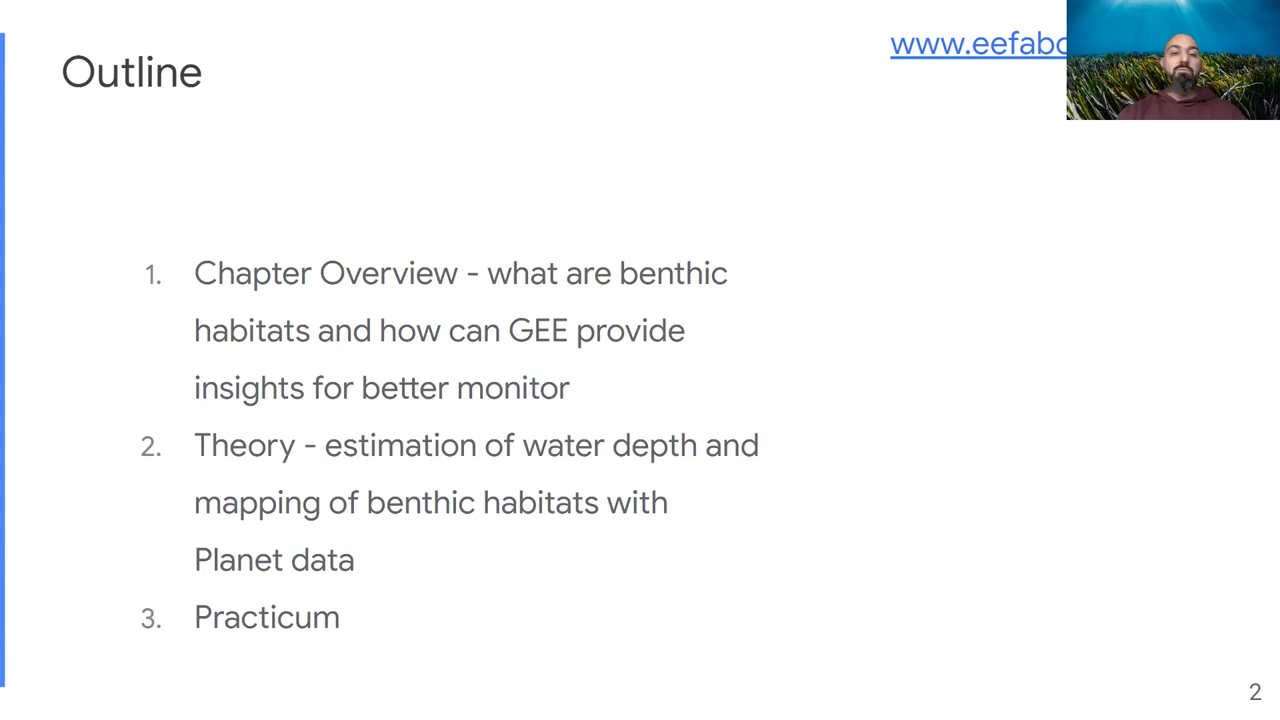 www.eefabo
Outline
1. Chapter Overview - what are benthic
habitats and how can GEE provide
insights for better monitor
2. Theory - estimation of water depth and
mapping of benthic habitats with
Planet data
3. Practicum
2